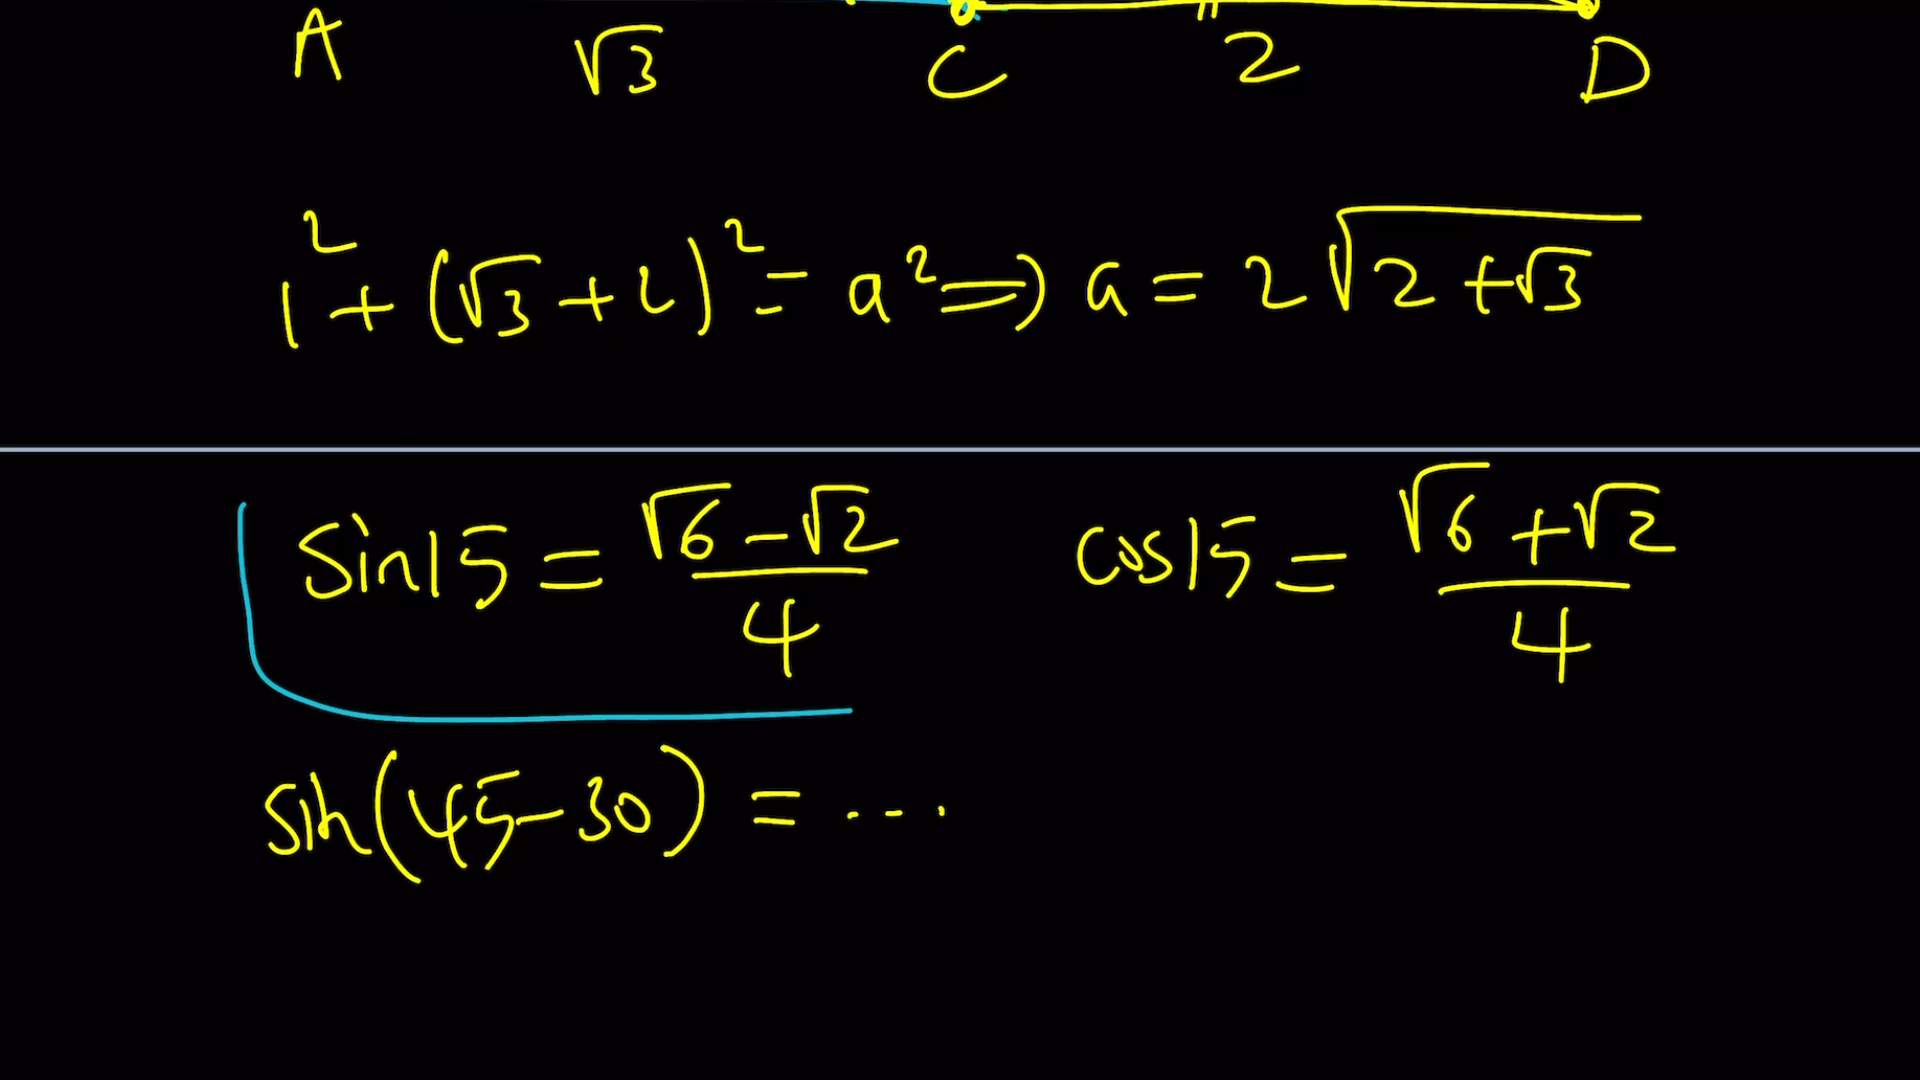 A √3 C 2 D
1² + (√3 + 2)² = a² ⇒ a = 2√(2 + √3)
Sin15 = (√6 − √2)/4 cos15 = (√6 + √2)/4
sin(45−30) = ....